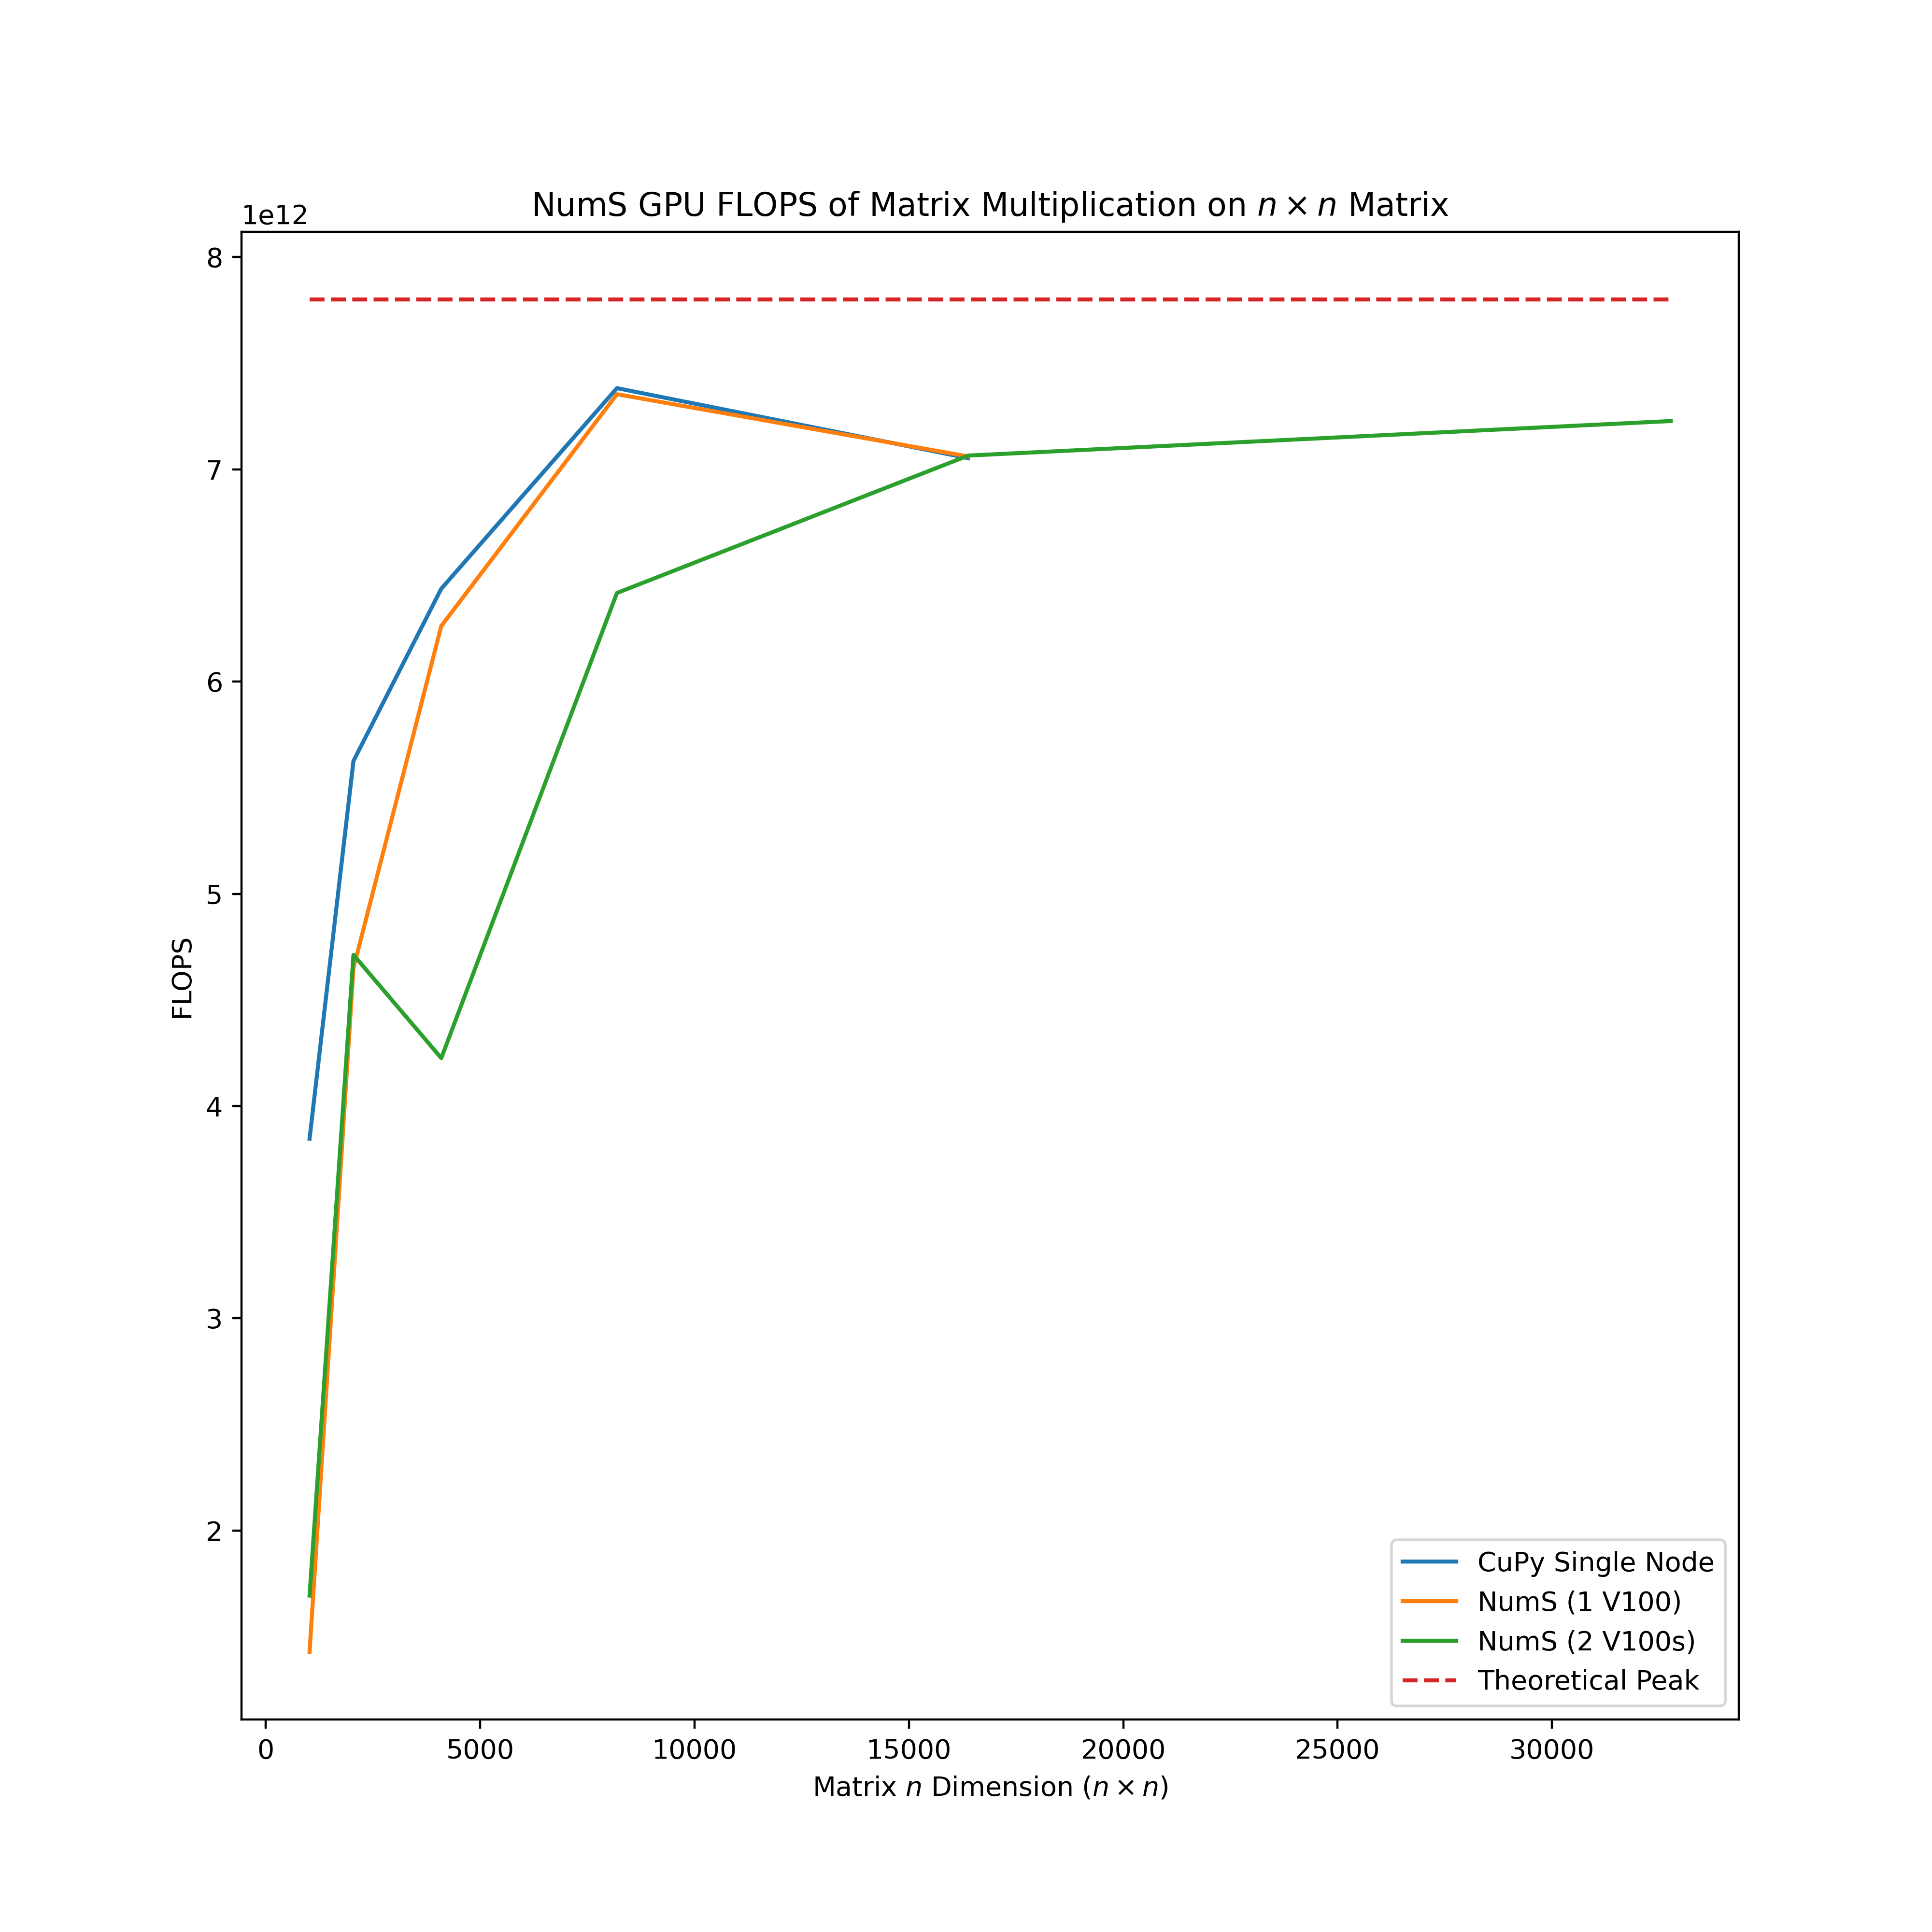 NumS GPU FLOPS of Matrix Multiplication on n × n Matrix
1e12
8
7
6
5
4
3
2
FLOPS
0 5000 10000 15000 20000 25000 30000
Matrix n Dimension (n × n)
CuPy Single Node
NumS (1 V100)
NumS (2 V100s)
Theoretical Peak